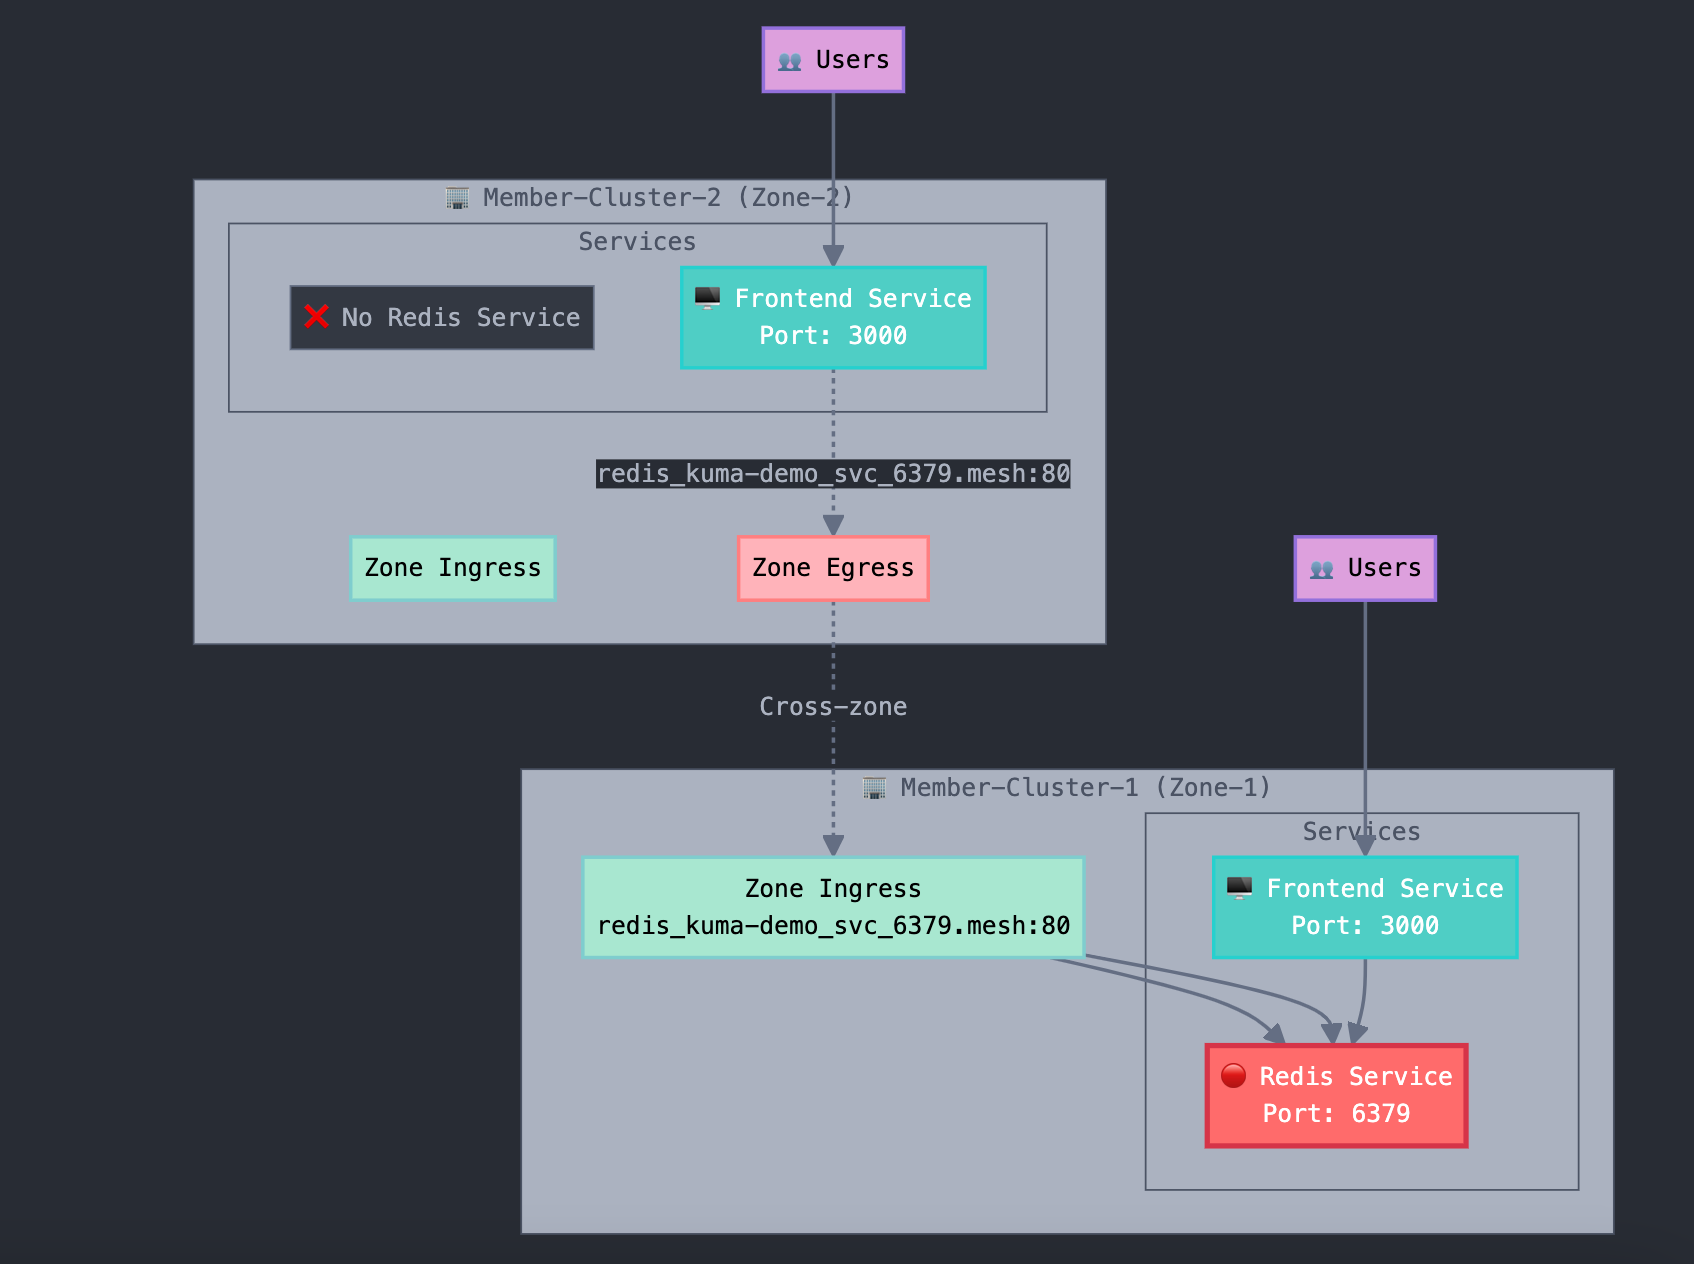 👥 Users
🏢 Member-Cluster-2 (Zone-2)
Services
❌ No Redis Service
🖥️ Frontend Service
Port: 3000
redis_kuma-demo_svc_6379.mesh:80
Zone Ingress
Zone Egress
👥 Users
Cross-zone
🏢 Member-Cluster-1 (Zone-1)
Services
Zone Ingress
redis_kuma-demo_svc_6379.mesh:80
🖥️ Frontend Service
Port: 3000
🔴 Redis Service
Port: 6379